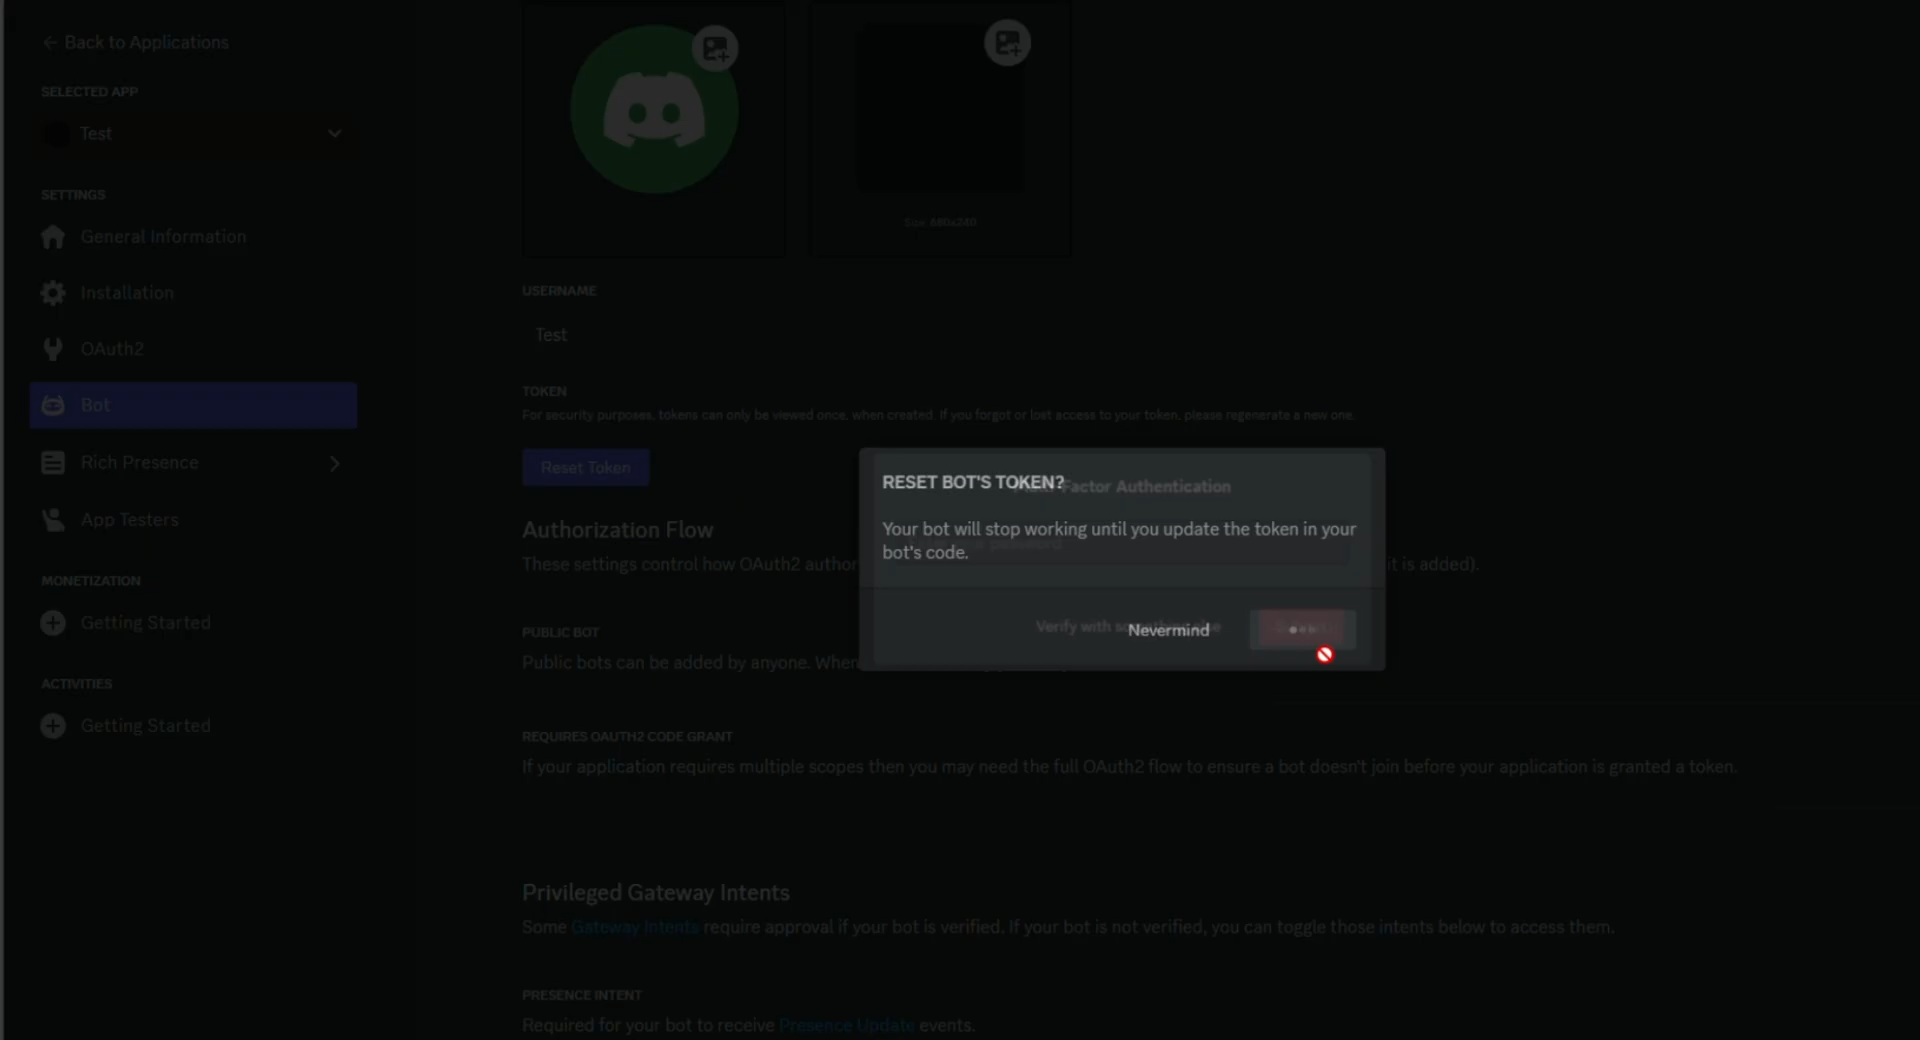 Back to Applications
SELECTED APP
Test
SETTINGS
General Information
Installation
OAuth2
Bot
Rich Presence
App Testers
MONETIZATION
Getting Started
ACTIVITIES
Getting Started
Size: 680x240
USERNAME
Test
TOKEN
For security purposes, tokens can only be viewed once, when created. If you forgot or lost access to your token, please regenerate a new one.
Reset Token
Authorization Flow
These settings control how OAuth2 author
it is added).
PUBLIC BOT
Public bots can be added by anyone. When
REQUIRES OAUTH2 CODE GRANT
If your application requires multiple scopes then you may need the full OAuth2 flow to ensure a bot doesn't join before your application is granted a token.
Privileged Gateway Intents
Some Gateway Intents require approval if your bot is verified. If your bot is not verified, you can toggle those intents below to access them.
PRESENCE INTENT
Required for your bot to receive Presence Update events.
RESET BOT'S TOKEN?
Factor Authentication
Your bot will stop working until you update the token in your
bot's code.
password
Verify with
Nevermind